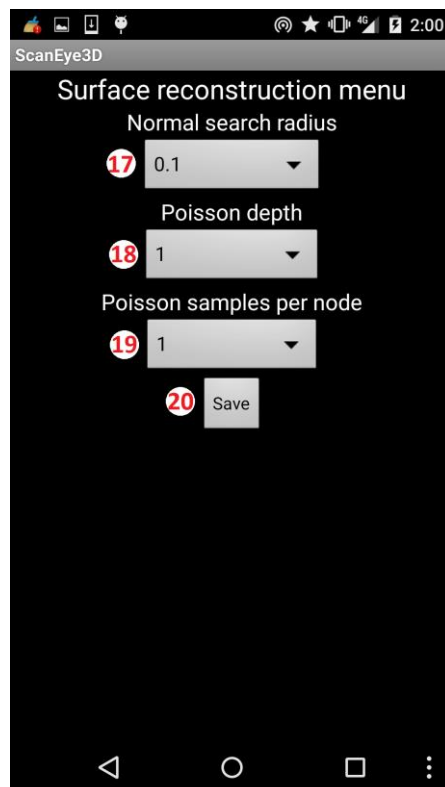 4G 2:00
ScanEye3D
Surface reconstruction menu
Normal search radius
17 0.1
Poisson depth
18 1
Poisson samples per node
19 1
20 Save